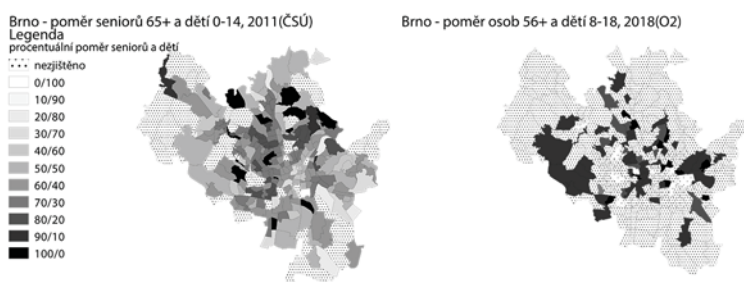 Brno - poměr seniorů 65+ a dětí 0-14, 2011(ČSÚ)
Legenda
procentuální poměr seniorů a dětí
nezjištěno
0/100
10/90
20/80
30/70
40/60
50/50
60/40
70/30
80/20
90/10
100/0
Brno - poměr osob 56+ a dětí 8-18, 2018(O2)